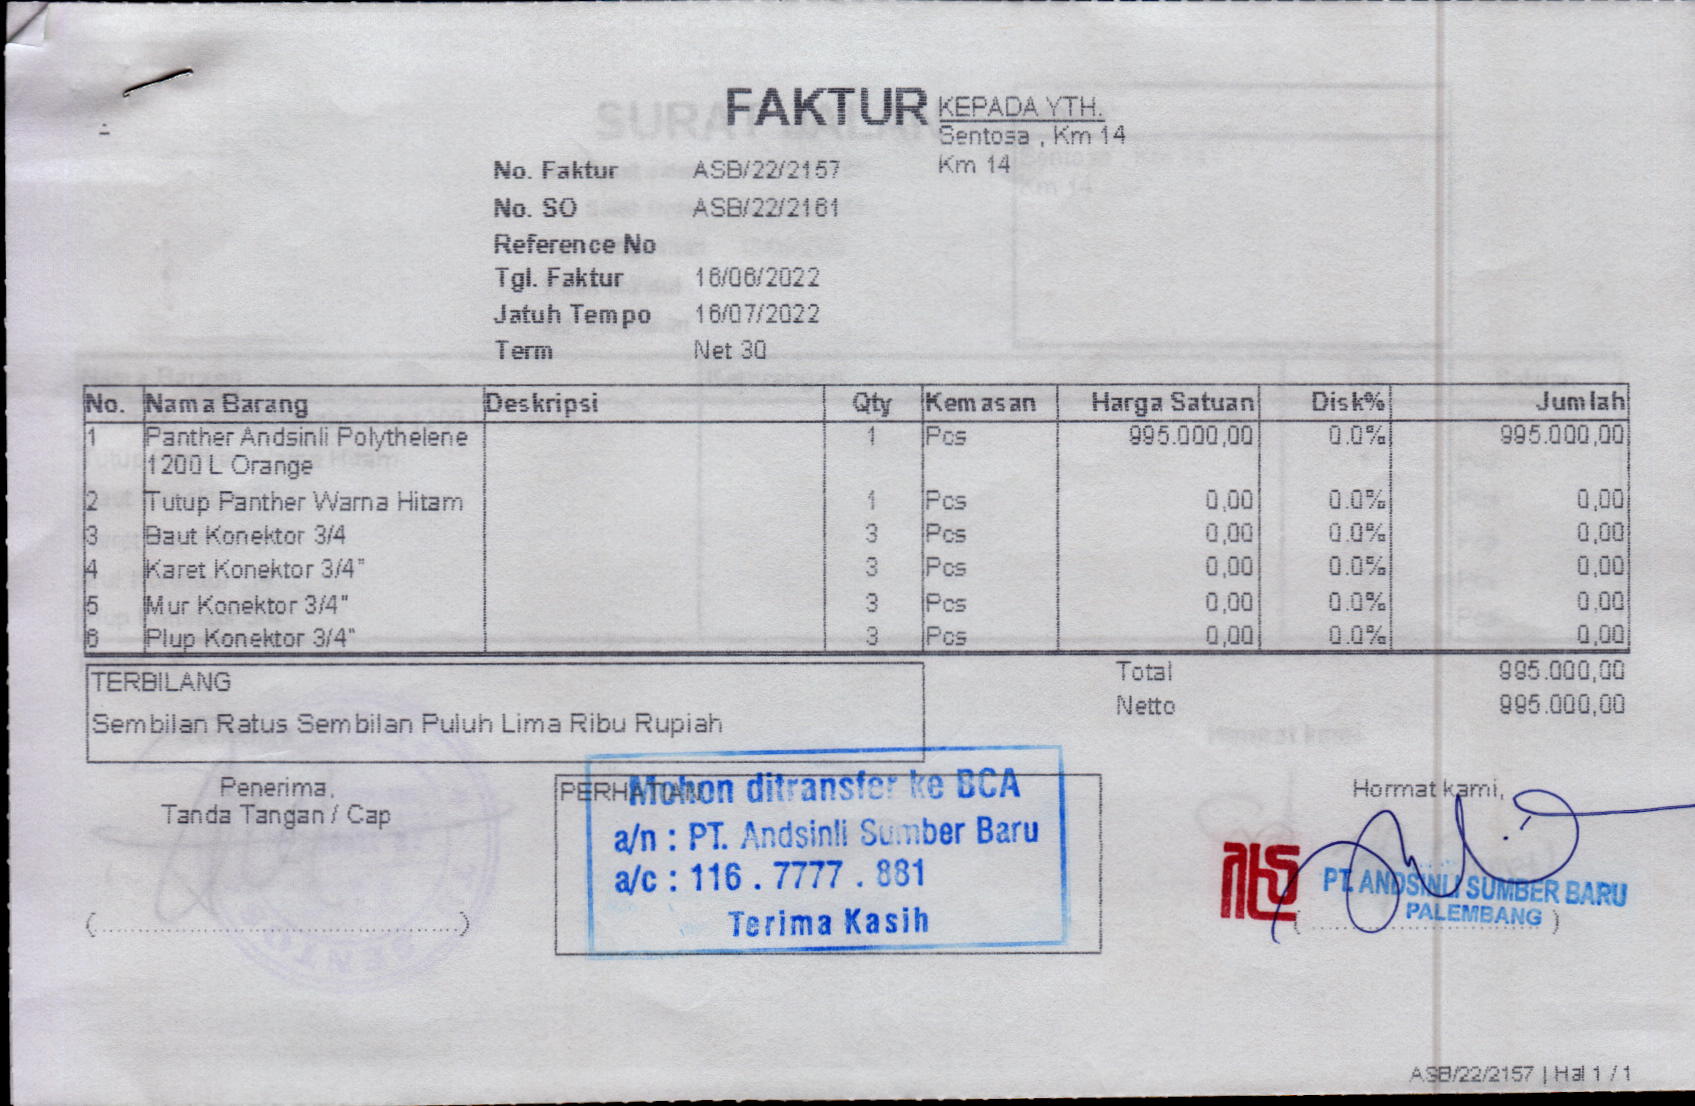 FAKTUR
KEPADA YTH.
Sentosa , Km 14
Km 14
No. Faktur ASB/22/2157
No. SO ASB/22/2161
Reference No
Tgl. Faktur 16/06/2022
Jatuh Tempo 16/07/2022
Term Net 30
No. Nama Barang Deskripsi Qty Kemasan Harga Satuan Disk% Jumlah
1 Panther Andsinli Polythelene 1 Pcs 995.000,00 0.0% 995.000,00
1200 L Orange
2 Tutup Panther Warna Hitam 1 Pcs 0,00 0.0% 0,00
3 Baut Konektor 3/4 3 Pcs 0,00 0.0% 0,00
4 Karet Konektor 3/4" 3 Pcs 0,00 0.0% 0,00
5 Mur Konektor 3/4" 3 Pcs 0,00 0.0% 0,00
6 Plup Konektor 3/4" 3 Pcs 0,00 0.0% 0,00
Total 995.000,00
Netto 995.000,00
TERBILANG
Sembilan Ratus Sembilan Puluh Lima Ribu Rupiah
Penerima,
Tanda Tangan / Cap
(................................................)
PERHATIAN
Mohon ditransfer ke BCA
a/n : PT. Andsinli Sumber Baru
a/c : 116 . 7777 . 881
Terima Kasih
Hormat kami,
PT. ANDSINLI SUMBER BARU
PALEMBANG
ASB/22/2157 | Hal 1 / 1